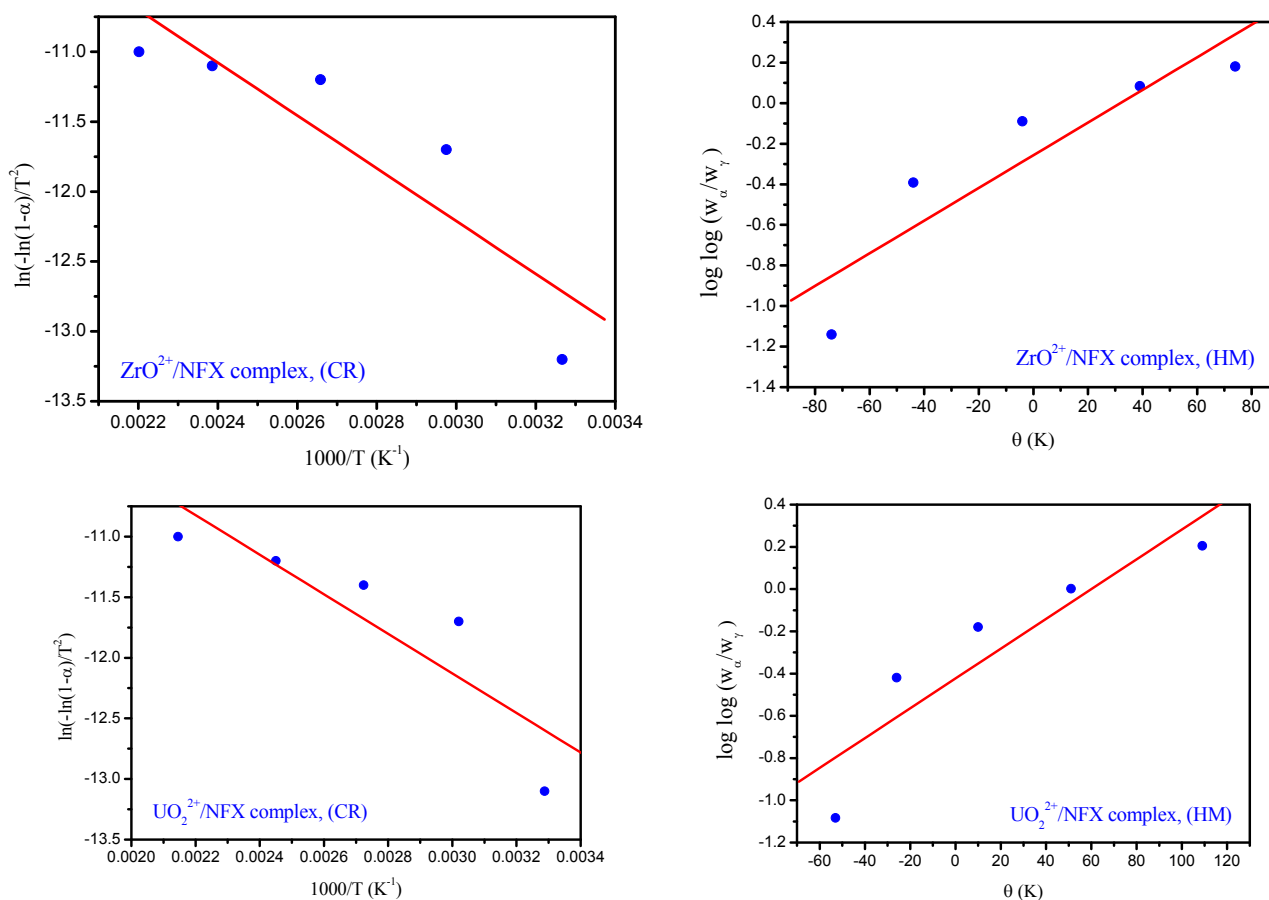 -11.0
-11.5
-12.0
-12.5
-13.0
-13.5
ln(-ln(1-α)/T²)
ZrO²⁺/NFX complex, (CR)
0.0022 0.0024 0.0026 0.0028 0.0030 0.0032 0.0034
1000/T (K⁻¹)
0.4
0.0
-0.4
-0.6
-1.0
-1.2
-1.4
log log (w_α/w_γ)
ZrO²⁺/NFX complex, (HM)
-80 -60 -40 -20 0 20 40 60 80
θ (K)
-11.0
-11.5
-12.0
-12.5
-13.0
-13.5
ln(-ln(1-α)/T²)
UO₂²⁺/NFX complex, (CR)
0.0020 0.0022 0.0024 0.0026 0.0028 0.0030 0.0032 0.0034
1000/T (K⁻¹)
0.4
0.2
0.0
-0.2
-0.4
-0.6
-0.8
-1.0
-1.2
log log (w_α/w_γ)
UO₂²⁺/NFX complex, (HM)
-60 -40 -20 0 20 40 60 80 100 120
θ (K)